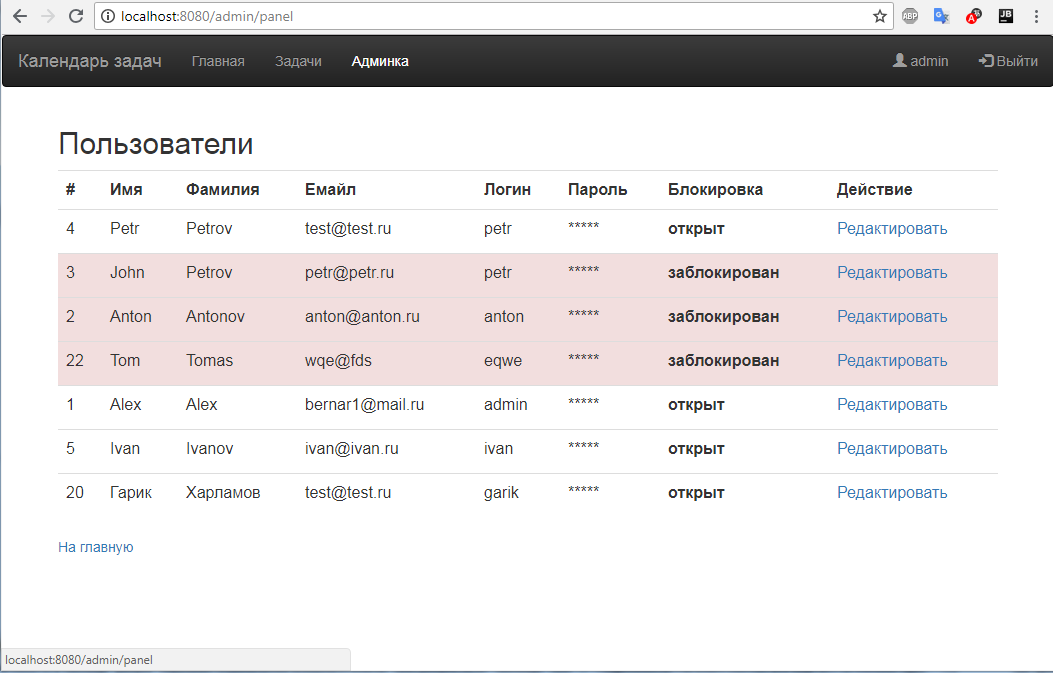 localhost:8080/admin/panel
ABP
G
A
JB
Календарь задач Главная Задачи Админка admin Выйти
Пользователи
# Имя Фамилия Емайл Логин Пароль Блокировка Действие
4 Petr Petrov test@test.ru petr ***** открыт Редактировать
3 John Petrov petr@petr.ru petr ***** заблокирован Редактировать
2 Anton Antonov anton@anton.ru anton ***** заблокирован Редактировать
22 Tom Tomas wqe@fds eqwe ***** заблокирован Редактировать
1 Alex Alex bernar1@mail.ru admin ***** открыт Редактировать
5 Ivan Ivanov ivan@ivan.ru ivan ***** открыт Редактировать
20 Гарик Харламов test@test.ru garik ***** открыт Редактировать
На главную
localhost:8080/admin/panel